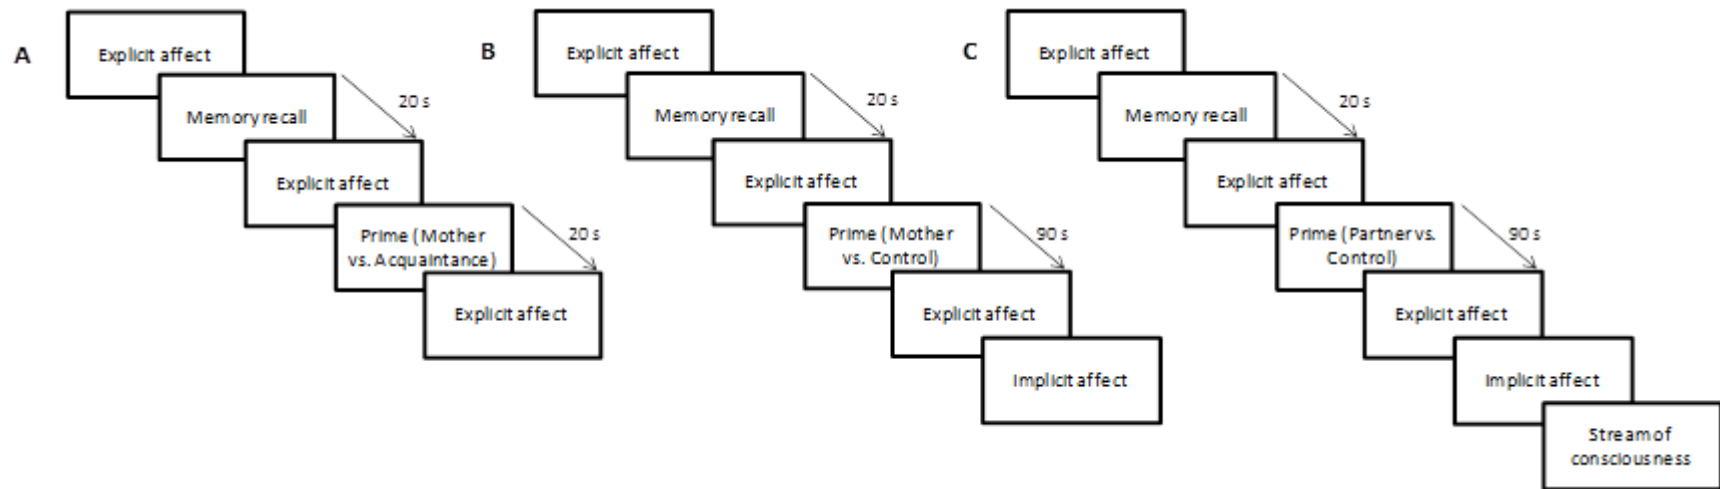 A
Explicit affect
Memory recall
20 s
Explicit affect
Prime ( Mother
vs. Acquaintance)
20 s
Explicit affect
B
Explicit affect
Memory recall
20 s
Explicit affect
Prime ( Mother
vs. Control)
90 s
Explicit affect
Implicit affect
C
Explicit affect
Memory recall
20 s
Explicit affect
Prime ( Partner vs.
Control)
90 s
Explicit affect
Implicit affect
Stream of
consciousness